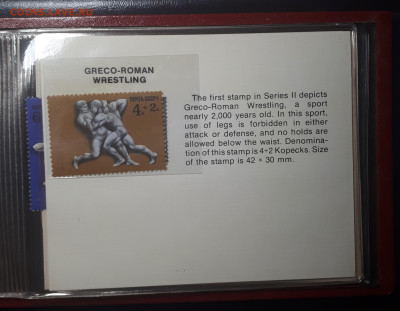 GRECO-ROMAN
WRESTLING
ПОЧТА СССР
4+2к
The first stamp in Series II depicts
Greco-Roman Wrestling, a sport
nearly 2,000 years old. In this sport,
use of legs is forbidden in either
attack or defense, and no holds are
allowed below the waist. Denomina-
tion of this stamp is 4+2 Kopecks. Size
of the stamp is 42 × 30 mm.